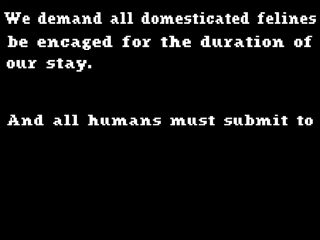 We demand all domesticated felines
be encaged for the duration of
our stay.
And all humans must submit to